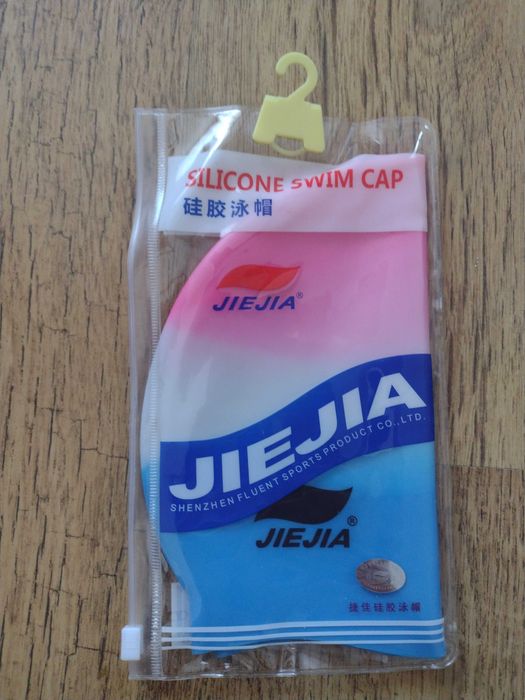 SILICONE SWIM CAP
硅胶泳帽
JIEJIA®
JIEJIA
SHENZHEN FLUENT SPORTS PRODUCT CO.,LTD.
JIEJIA®
捷佳硅胶泳帽